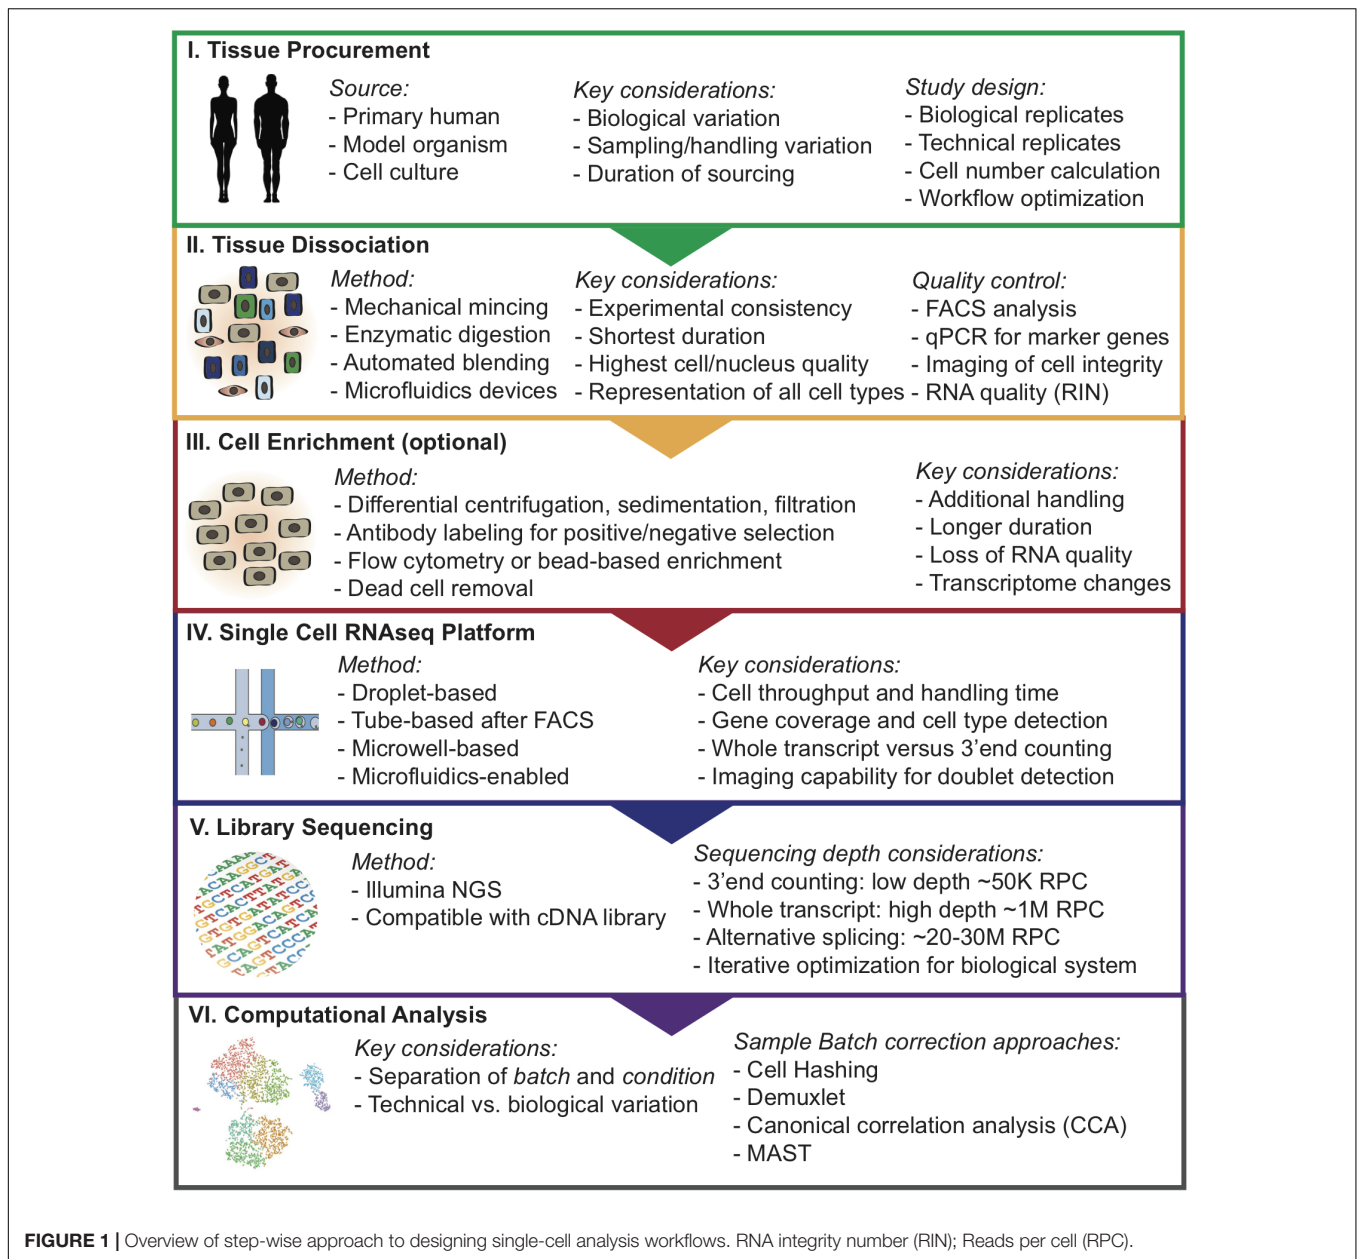 I. Tissue Procurement
Source:
- Primary human
- Model organism
- Cell culture
Key considerations:
- Biological variation
- Sampling/handling variation
- Duration of sourcing
Study design:
- Biological replicates
- Technical replicates
- Cell number calculation
- Workflow optimization
II. Tissue Dissociation
Method:
- Mechanical mincing
- Enzymatic digestion
- Automated blending
- Microfluidics devices
Key considerations:
- Experimental consistency
- Shortest duration
- Highest cell/nucleus quality
- Representation of all cell types
Quality control:
- FACS analysis
- qPCR for marker genes
- Imaging of cell integrity
- RNA quality (RIN)
III. Cell Enrichment (optional)
Method:
- Differential centrifugation, sedimentation, filtration
- Antibody labeling for positive/negative selection
- Flow cytometry or bead-based enrichment
- Dead cell removal
Key considerations:
- Additional handling
- Longer duration
- Loss of RNA quality
- Transcriptome changes
IV. Single Cell RNAseq Platform
Method:
- Droplet-based
- Tube-based after FACS
- Microwell-based
- Microfluidics-enabled
Key considerations:
- Cell throughput and handling time
- Gene coverage and cell type detection
- Whole transcript versus 3’end counting
- Imaging capability for doublet detection
V. Library Sequencing
Method:
- Illumina NGS
- Compatible with cDNA library
Sequencing depth considerations:
- 3’end counting: low depth ~50K RPC
- Whole transcript: high depth ~1M RPC
- Alternative splicing: ~20-30M RPC
- Iterative optimization for biological system
VI. Computational Analysis
Key considerations:
- Separation of batch and condition
- Technical vs. biological variation
Sample Batch correction approaches:
- Cell Hashing
- Demuxlet
- Canonical correlation analysis (CCA)
- MAST
FIGURE 1 | Overview of step-wise approach to designing single-cell analysis workflows. RNA integrity number (RIN); Reads per cell (RPC).